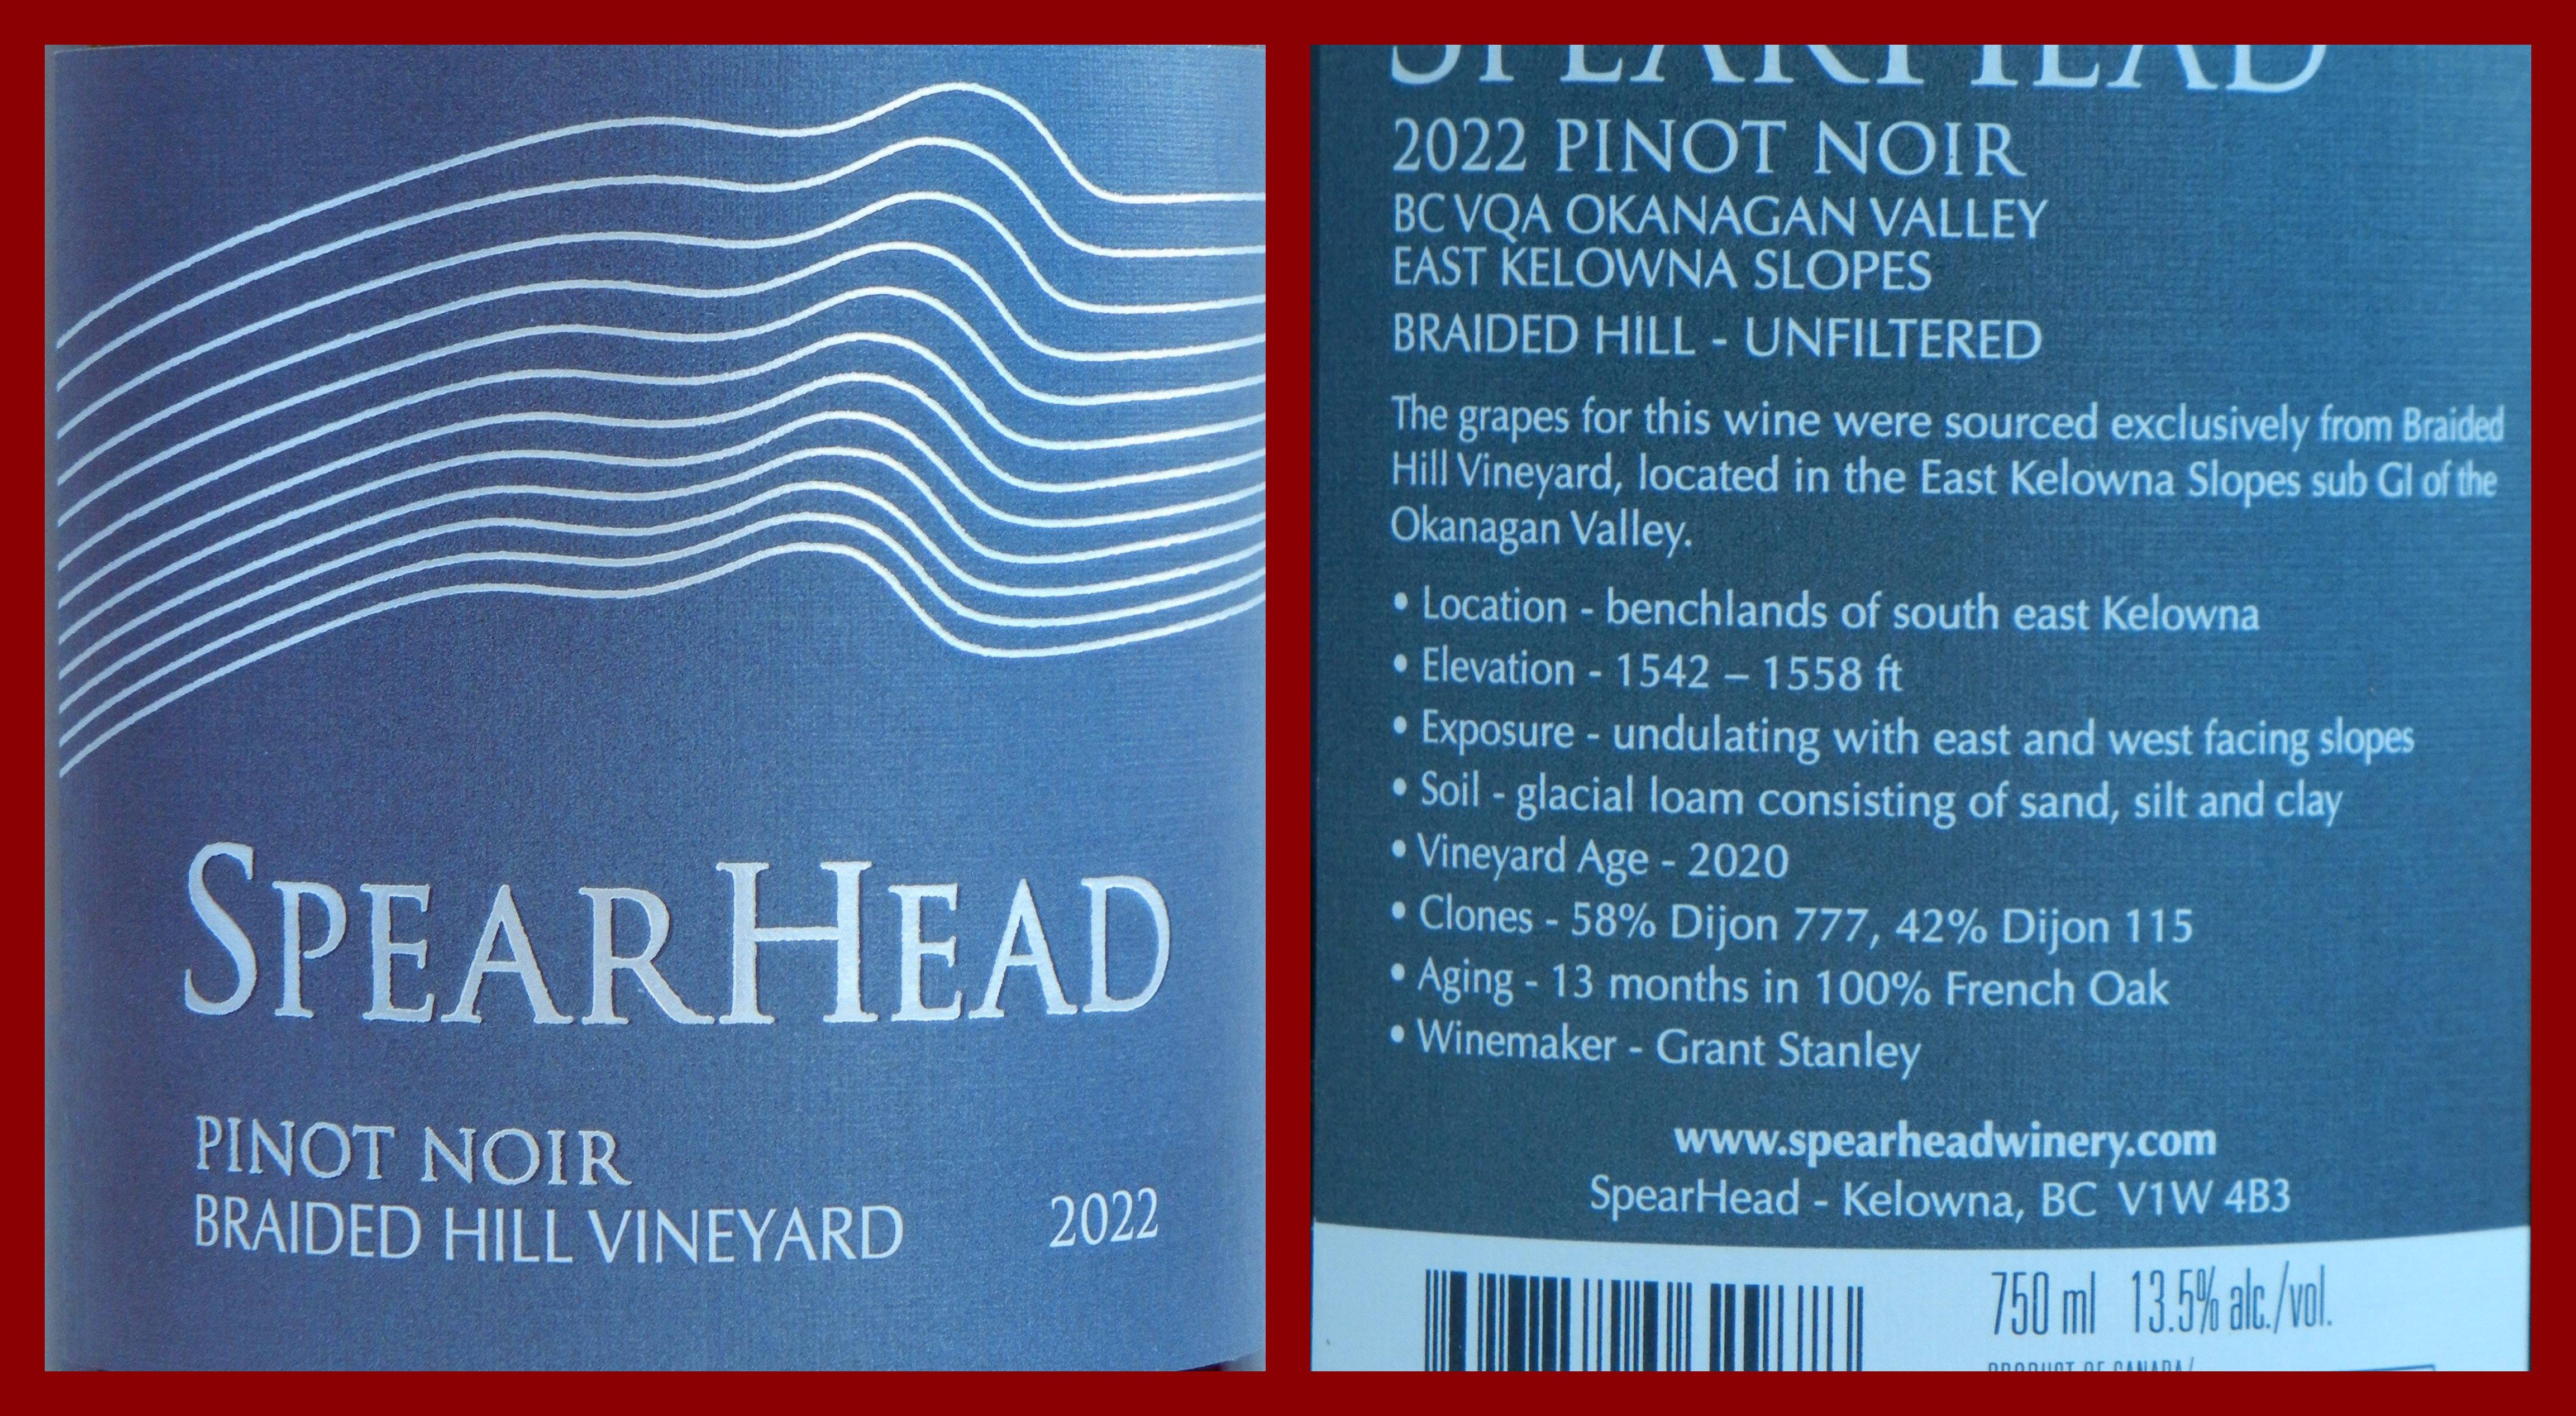 SPEARHEAD
PINOT NOIR
BRAIDED HILL VINEYARD
2022
SPEARHEAD
2022 PINOT NOIR
BC VQA OKANAGAN VALLEY
EAST KELOWNA SLOPES
BRAIDED HILL - UNFILTERED
The grapes for this wine were sourced exclusively from Braided
Hill Vineyard, located in the East Kelowna Slopes sub GI of the
Okanagan Valley.
• Location - benchlands of south east Kelowna
• Elevation - 1542 – 1558 ft
• Exposure - undulating with east and west facing slopes
• Soil - glacial loam consisting of sand, silt and clay
• Vineyard Age - 2020
• Clones - 58% Dijon 777, 42% Dijon 115
• Aging - 13 months in 100% French Oak
• Winemaker - Grant Stanley
www.spearheadwinery.com
SpearHead - Kelowna, BC V1W 4B3
750 ml 13.5% alc./vol.
PRODUCT OF CANADA/